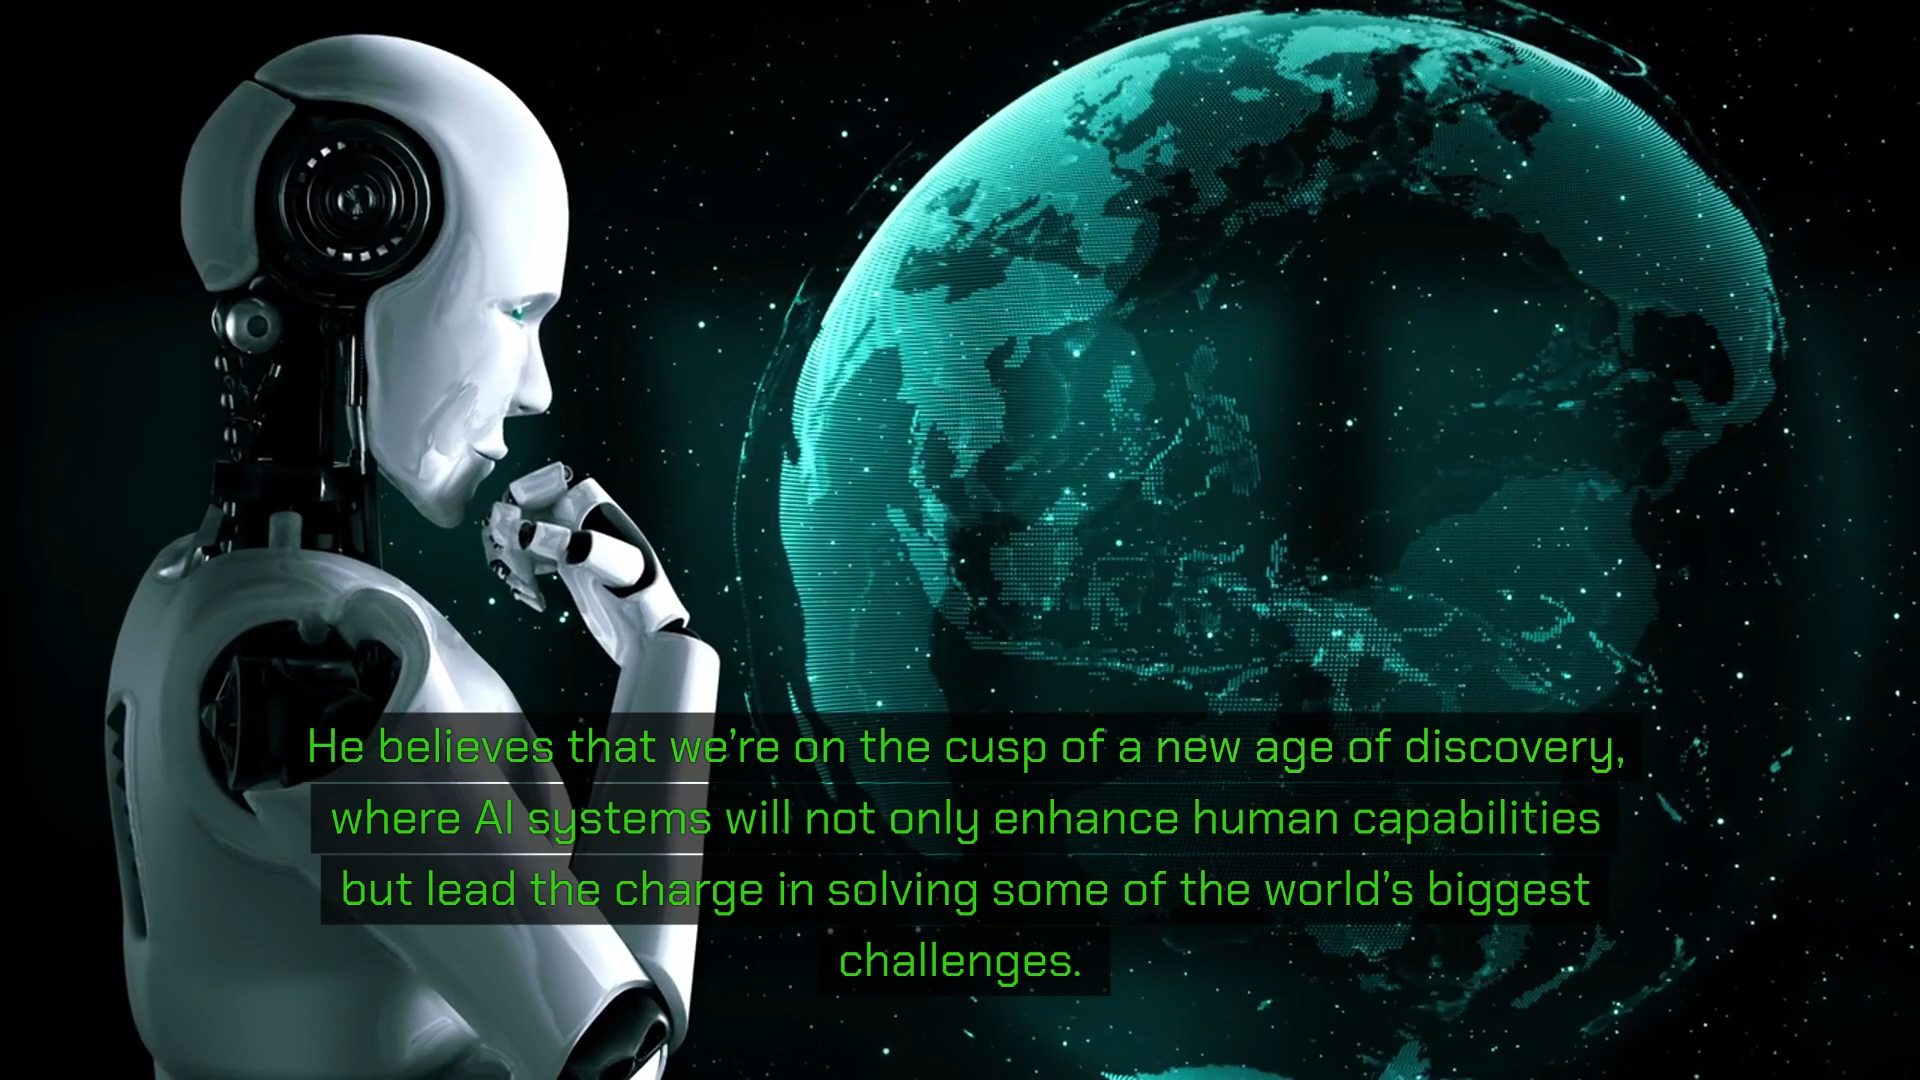 He believes that we’re on the cusp of a new age of discovery,
where AI systems will not only enhance human capabilities
but lead the charge in solving some of the world’s biggest
challenges.